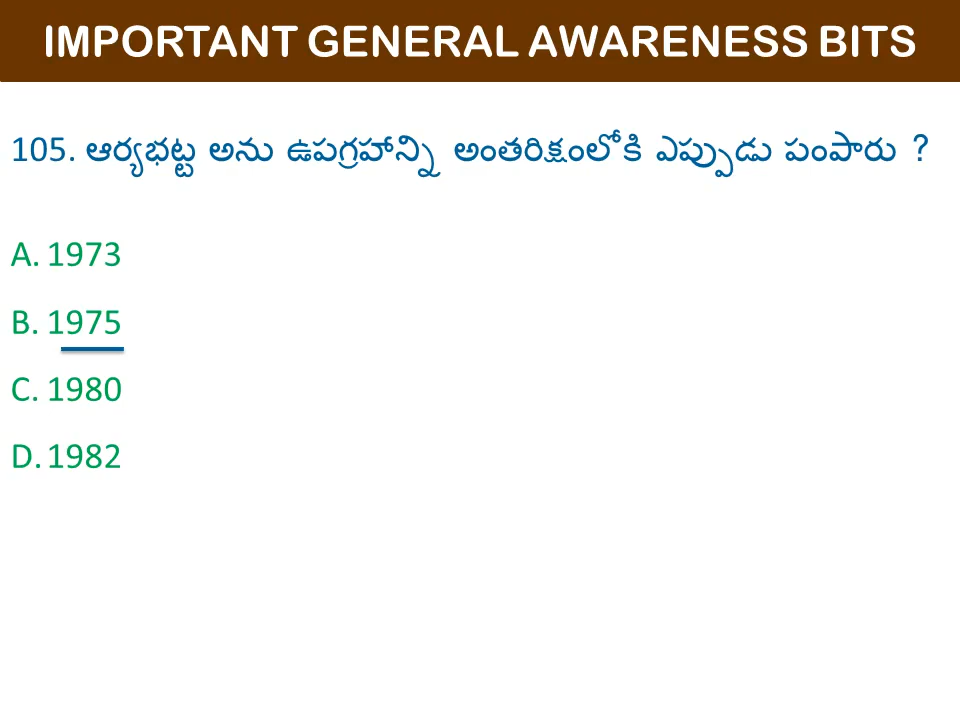 IMPORTANT GENERAL AWARENESS BITS
105. ఆర్యభట్ట అను ఉపగ్రహాన్ని అంతరిక్షంలోకి ఎప్పుడు పంపారు ?
A. 1973
B. 1975
C. 1980
D. 1982